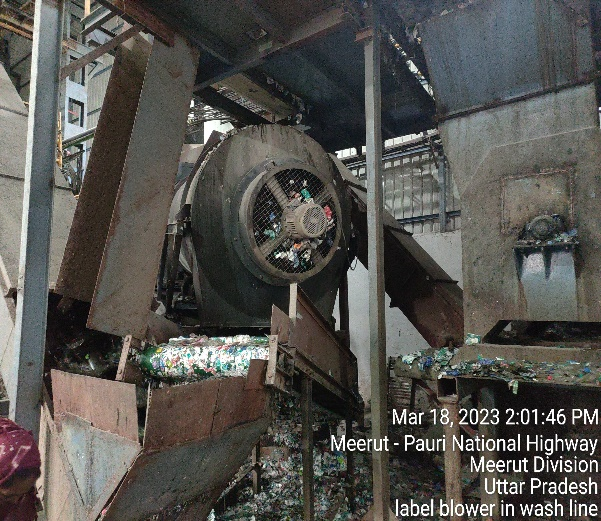 Mar 18, 2023 2:01:46 PM
Meerut - Pauri National Highway
Meerut Division
Uttar Pradesh
label blower in wash line